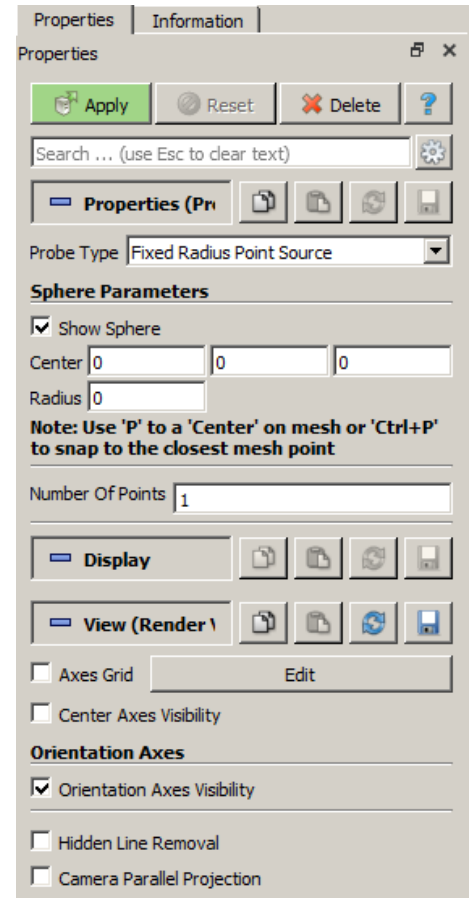 Properties Information
Properties
Apply Reset Delete ?
Search ... (use Esc to clear text)
Properties (Pro
Probe Type Fixed Radius Point Source
Sphere Parameters
Show Sphere
Center 0 0 0
Radius 0
Note: Use 'P' to a 'Center' on mesh or 'Ctrl+P'
to snap to the closest mesh point
Number Of Points 1
Display
View (Render V
Axes Grid Edit
Center Axes Visibility
Orientation Axes
Orientation Axes Visibility
Hidden Line Removal
Camera Parallel Projection